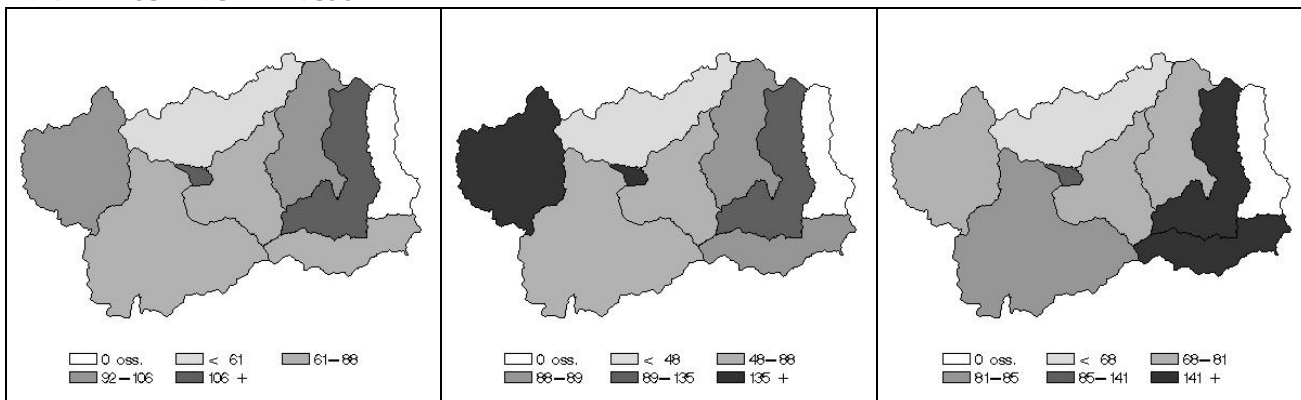 0 oss. < 61 61–88
92–106 106 +
0 oss. < 48 48–88
88–89 89–135 135 +
0 oss. < 68 68–81
81–85 85–141 141 +